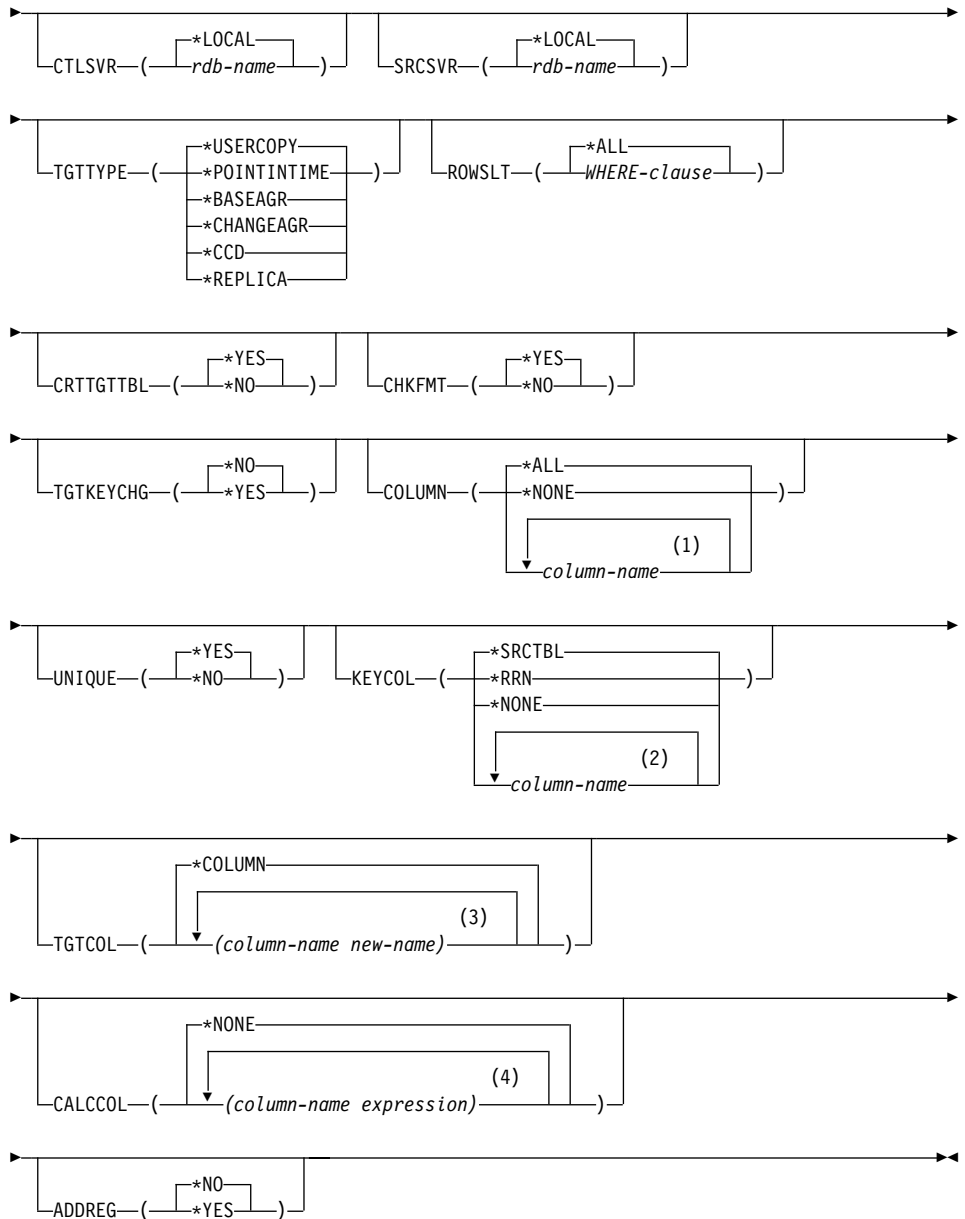 *LOCAL *LOCAL
CTLSVR ( rdb-name ) SRCSVR ( rdb-name )
*USERCOPY *ALL
TGTTYPE ( *POINTINTIME ) ROWSLT ( WHERE-clause )
*BASEAGR
*CHANGEAGR
*CCD
*REPLICA
*YES *YES
CRTTGTTBL ( *NO ) CHKFMT ( *NO )
*NO *ALL
TGTKEYCHG ( *YES ) COLUMN ( *NONE )
(1)
column-name
*YES *SRCTBL
UNIQUE ( *NO ) KEYCOL ( *RRN )
*NONE
(2)
column-name
*COLUMN
(3)
TGTCOL ( (column-name new-name) )
*NONE
(4)
CALCCOL ( (column-name expression) )
*NO
ADDREG ( *YES )